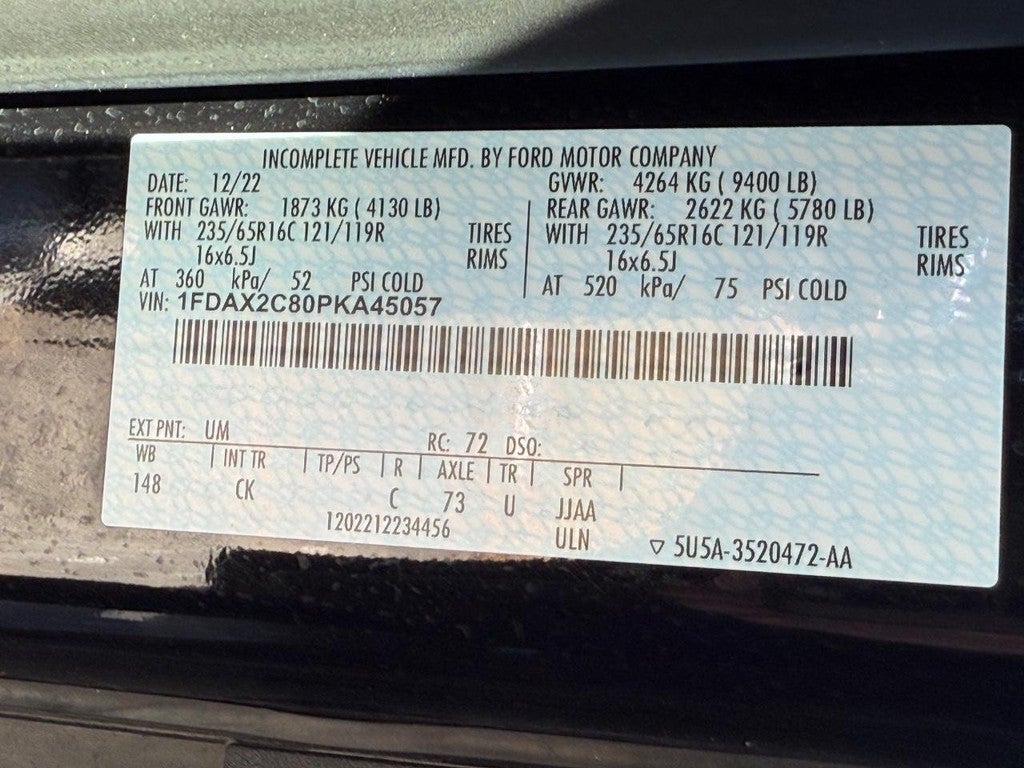 INCOMPLETE VEHICLE MFD. BY FORD MOTOR COMPANY
DATE: 12/22 GVWR: 4264 KG ( 9400 LB)
FRONT GAWR: 1873 KG ( 4130 LB) REAR GAWR: 2622 KG ( 5780 LB)
WITH 235/65R16C 121/119R TIRES WITH 235/65R16C 121/119R TIRES
16x6.5J RIMS 16x6.5J RIMS
AT 360 kPa/ 52 PSI COLD AT 520 kPa/ 75 PSI COLD
VIN: 1FDAX2C80PKA45057
EXT PNT: UM RC: 72 DSO:
WB INT TR TP/PS R AXLE TR SPR
148 CK C 73 U JJAA
1202212234456 ULN 5U5A-3520472-AA